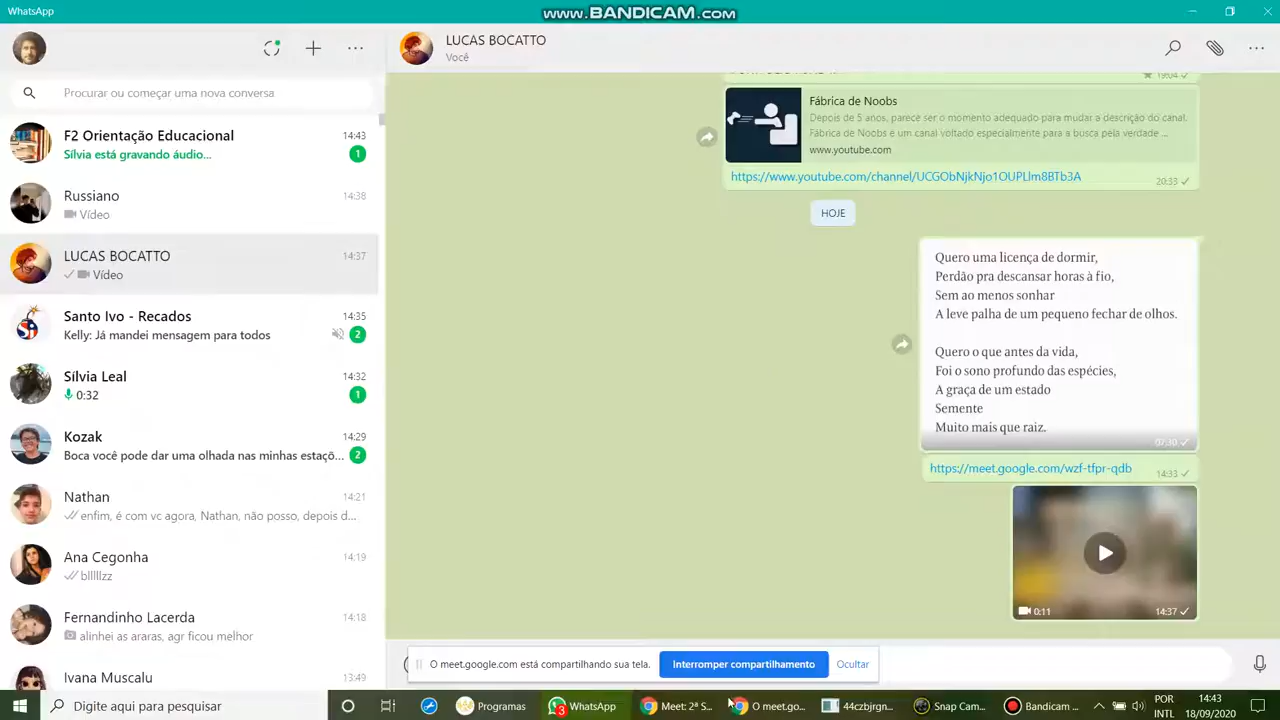 WhatsApp
www.BANDICAM.com
Procurar ou começar uma nova conversa
F2 Orientação Educacional
14:43
Sílvia está gravando áudio...
1
Russiano
14:38
Vídeo
LUCAS BOCATTO
14:37
Vídeo
Santo Ivo - Recados
14:35
Kelly: Já mandei mensagem para todos
2
Sílvia Leal
14:32
0:32
1
Kozak
14:29
Boca você pode dar uma olhada nas minhas estaçõ...
2
Nathan
14:21
enfim, é com vc agora, Nathan, não posso, depois d...
Ana Cegonha
14:19
blllllzz
Fernandinho Lacerda
14:18
alinhei as araras, agr ficou melhor
Ivana Muscalu
13:49
LUCAS BOCATTO
Você
19:04
Fábrica de Noobs
Depois de 5 anos, parece ser o momento adequado para mudar a descrição do canal.
Fábrica de Noobs é um canal voltado especialmente para a busca pela verdade ...
www.youtube.com
https://www.youtube.com/channel/UCGObNjkNjo1OUPLlm8BTb3A
20:33
HOJE
Quero uma licença de dormir,
Perdão pra descansar horas à fio,
Sem ao menos sonhar
A leve palha de um pequeno fechar de olhos.
Quero o que antes da vida,
Foi o sono profundo das espécies,
A graça de um estado
Semente
Muito mais que raiz.
07:30
https://meet.google.com/wzf-tfpr-qdb
14:33
0:11
14:37
O meet.google.com está compartilhando sua tela.
Interromper compartilhamento
Ocultar
Digite aqui para pesquisar
Programas
3
WhatsApp
Meet: 2ª S...
O meet.go...
44czbjrgn...
Snap Cam...
Bandicam ...
POR
INTL
14:43
18/09/2020